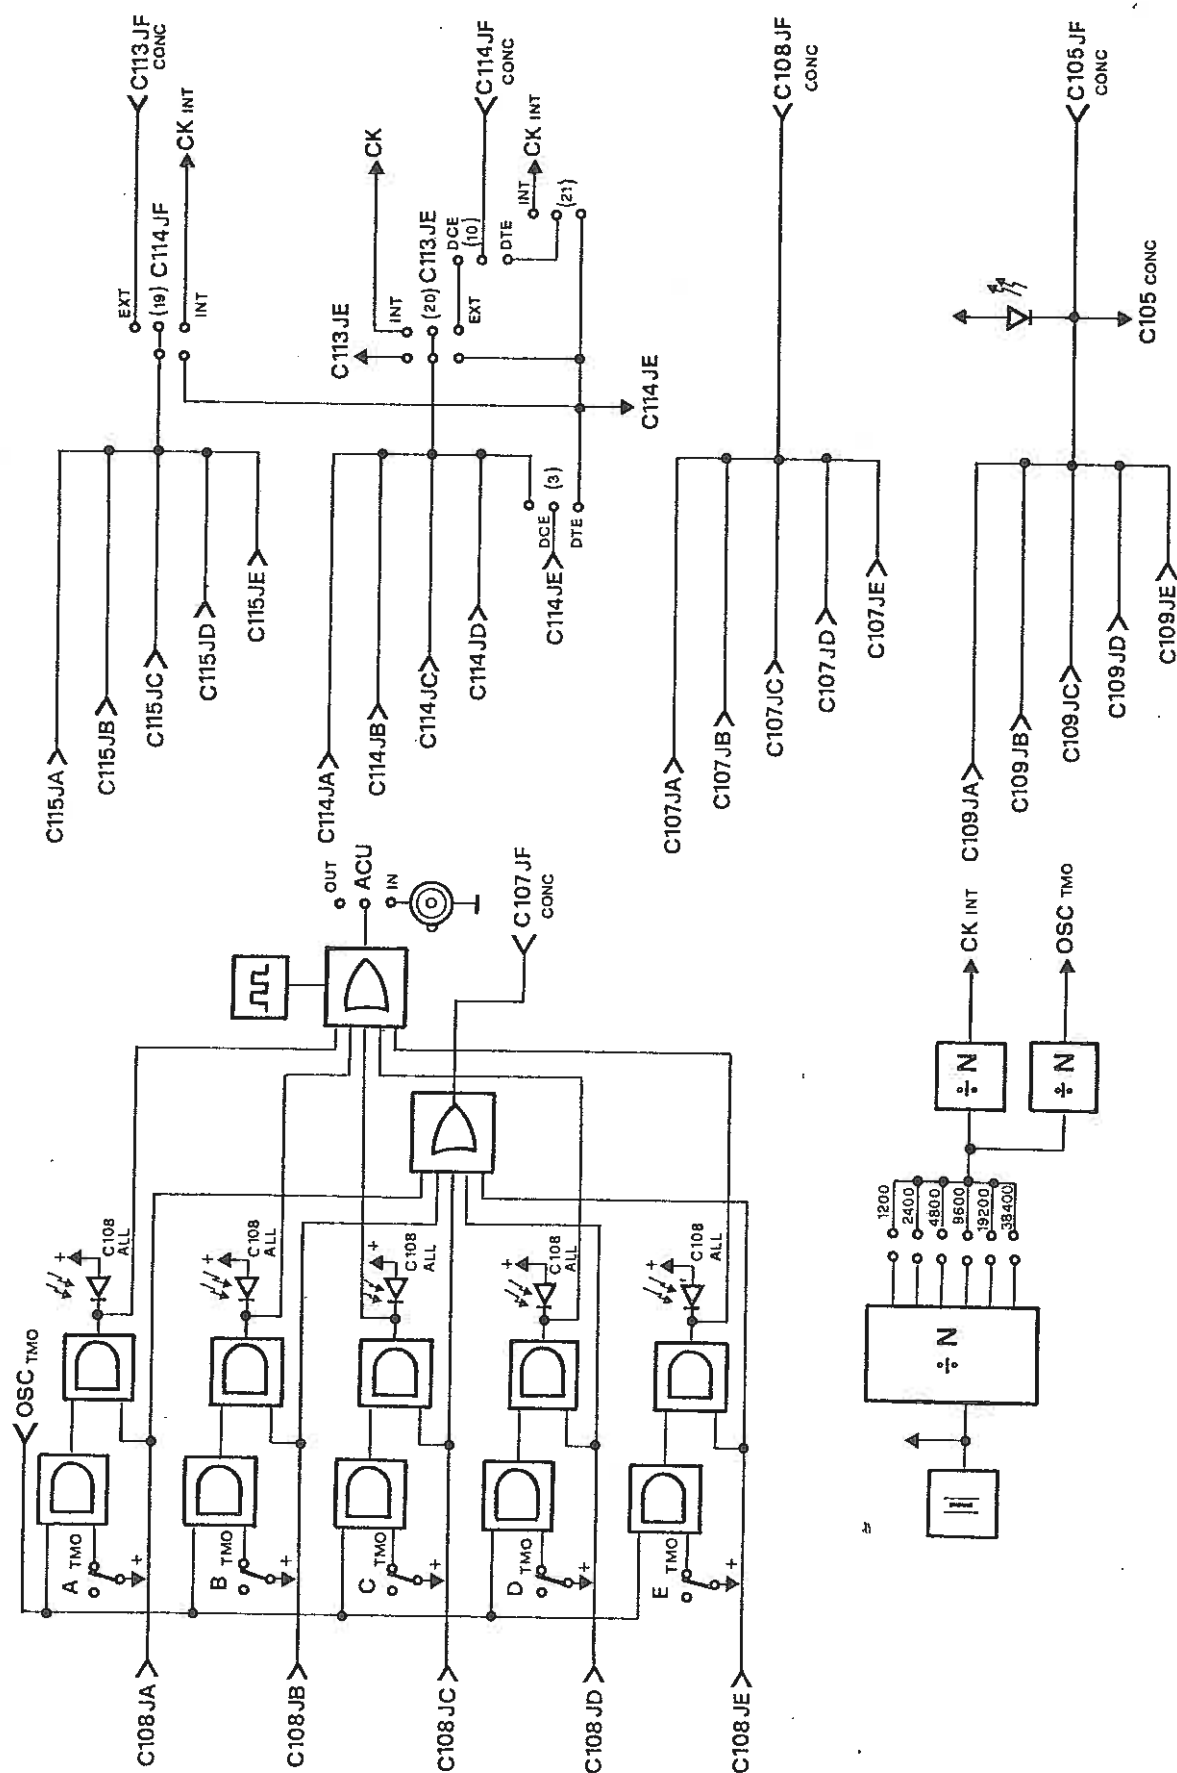 C108JA
C108JB
C108JC
C108JD
C108JE
OSC TMO
A TMO
+
B TMO
+
C TMO
+
D TMO
+
E TMO
+
+
C108
ALL
+
C108
ALL
+
C108
ALL
+
C108
ALL
+
C108
ALL
OUT
ACU
IN
C107JF
CONC
÷ N
1200
2400
4800
9600
19200
38400
÷ N
÷ N
CK INT
OSC TMO
C115JA
C115JB
C115JC
C115JD
C115JE
EXT
(19) C114JF
INT
C113JF
CONC
CK INT
C114JA
C114JB
C114JC
C114JD
C114JE
DCE
(3)
DTE
C113JE
INT
(20) C113JE
EXT
CK
DCE
(10)
DTE
C114JF
CONC
INT
CK INT
(21)
C114JE
C107JA
C107JB
C107JC
C107JD
C107JE
C108JF
CONC
C109JA
C109JB
C109JC
C109JD
C109JE
C105 CONC
C105JF
CONC